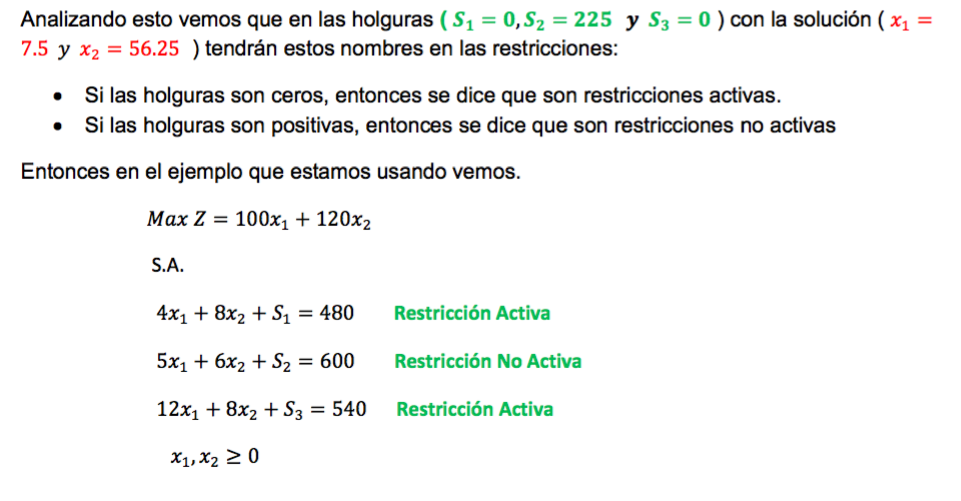 Analizando esto vemos que en las holguras ( S₁ = 0, S₂ = 225 y S₃ = 0 ) con la solución ( x₁ =
7.5 y x₂ = 56.25 ) tendrán estos nombres en las restricciones:
• Si las holguras son ceros, entonces se dice que son restricciones activas.
• Si las holguras son positivas, entonces se dice que son restricciones no activas
Entonces en el ejemplo que estamos usando vemos.
Max Z = 100x₁ + 120x₂
S.A.
4x₁ + 8x₂ + S₁ = 480 Restricción Activa
5x₁ + 6x₂ + S₂ = 600 Restricción No Activa
12x₁ + 8x₂ + S₃ = 540 Restricción Activa
x₁, x₂ ≥ 0